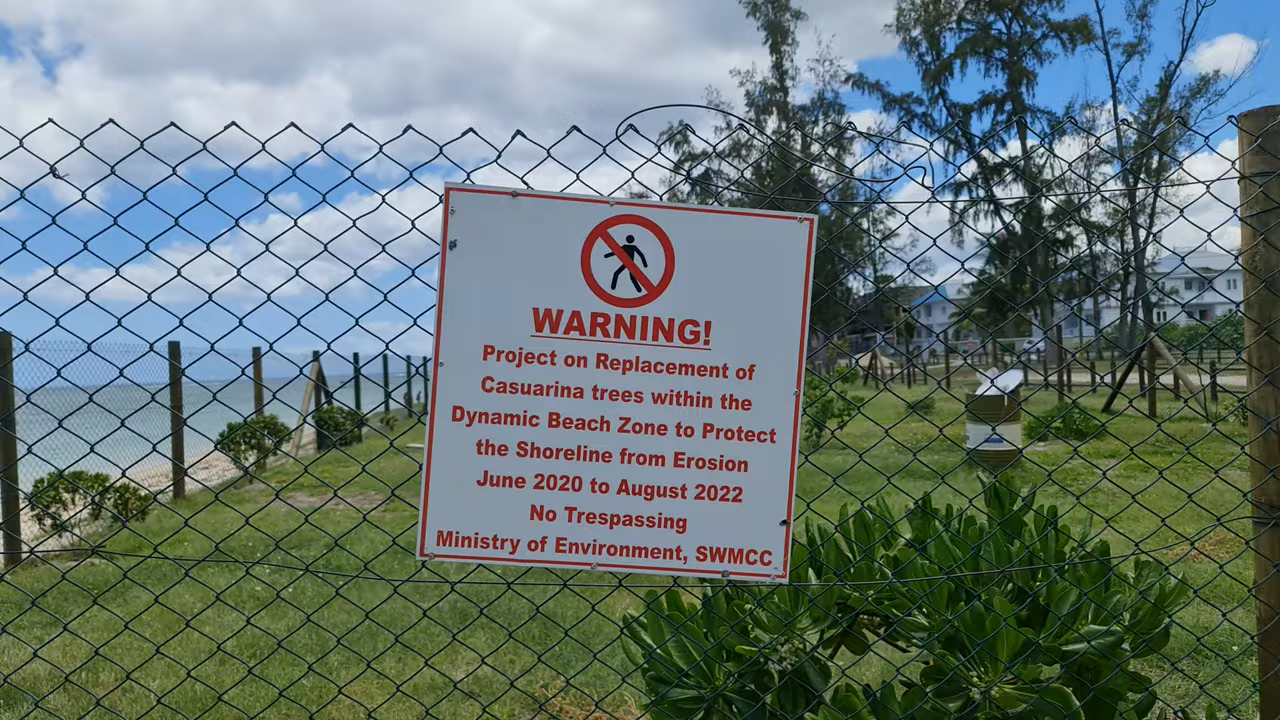 WARNING!
Project on Replacement of
Casuarina trees within the
Dynamic Beach Zone to Protect
the Shoreline from Erosion
June 2020 to August 2022
No Trespassing
Ministry of Environment, SWMCC